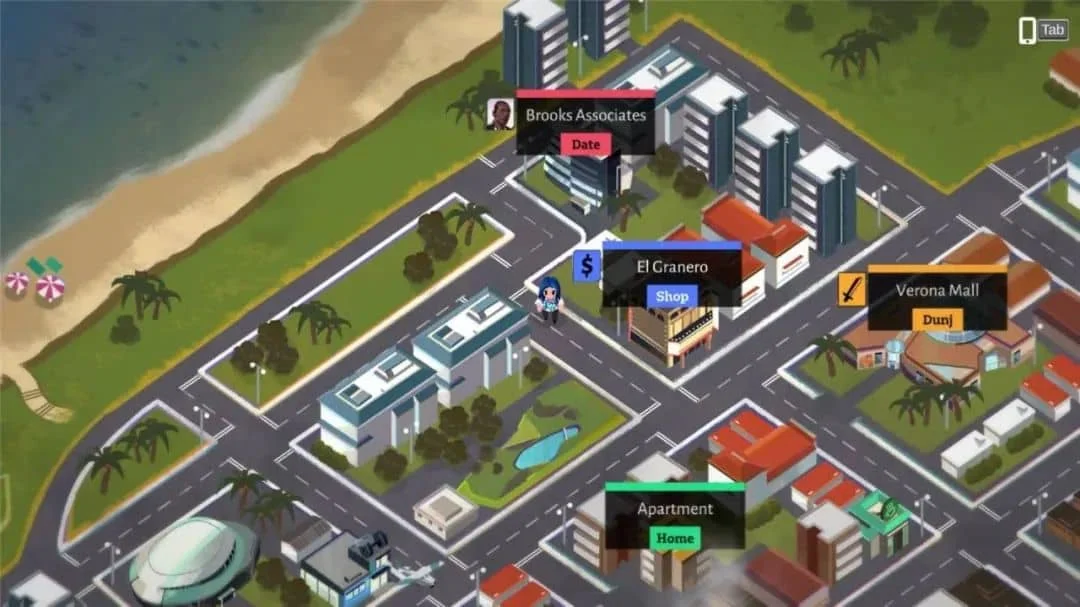 Tab
Brooks Associates
Date
$
El Granero
Shop
Verona Mall
Dunj
Apartment
Home